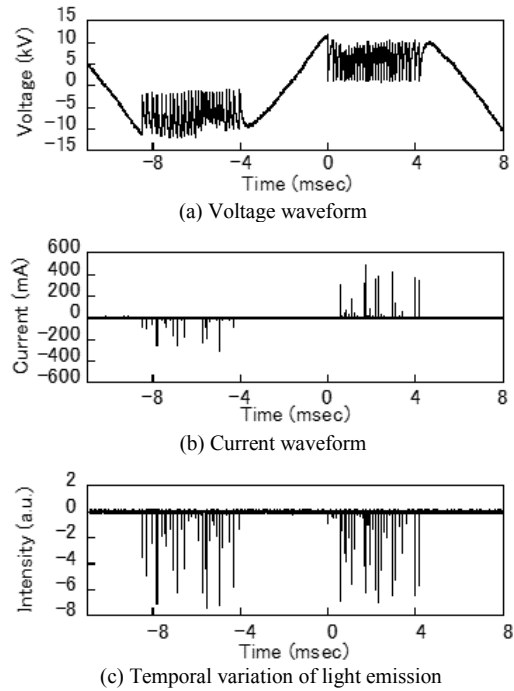 15
10
5
0
−5
−10
15
Voltage (kV)
−8 −4 0 4 8
Time (msec)
(a) Voltage waveform
600
400
200
0
−200
−400
−600
Current (mA)
−8 −4 0 4 8
Time (msec)
(b) Current waveform
2
0
−2
−4
−6
−8
Intensity (a.u.)
−8 −4 0 4 8
Time (msec)
(c) Temporal variation of light emission